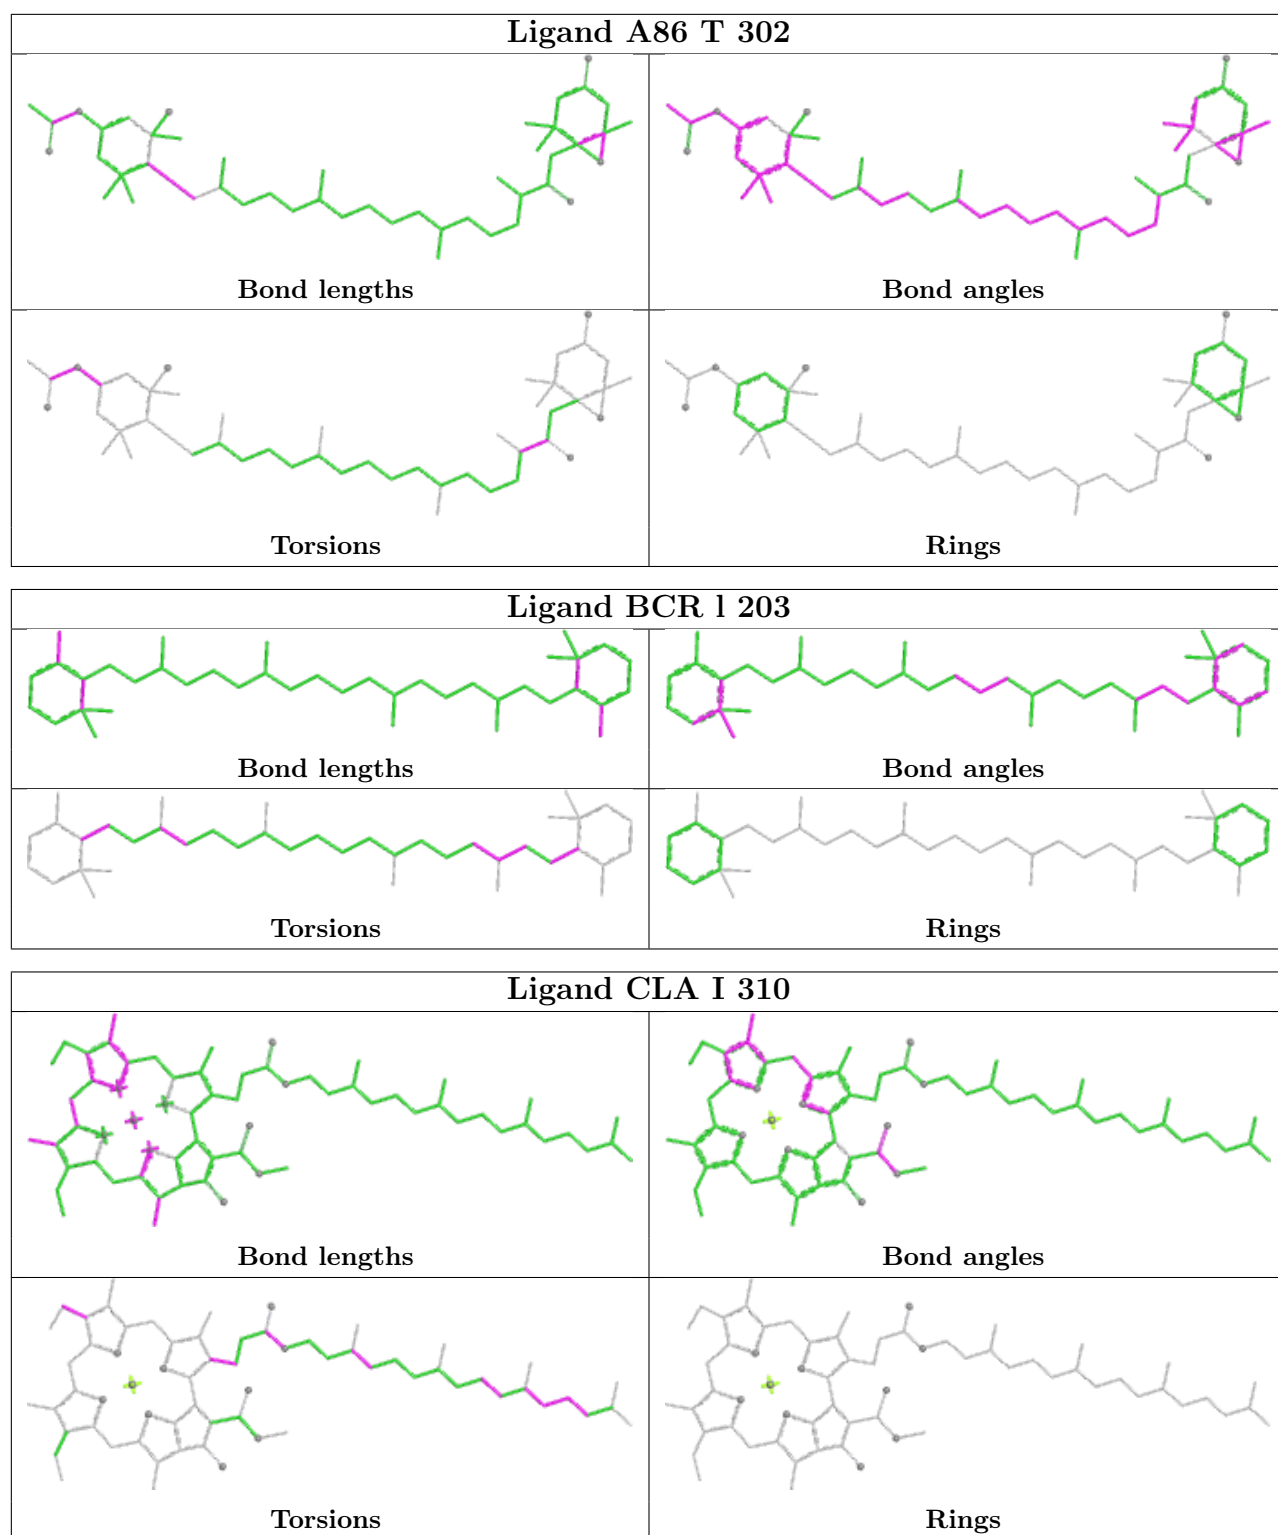 Ligand A86 T 302
Bond lengths
Bond angles
Torsions
Rings
Ligand BCR l 203
Bond lengths
Bond angles
Torsions
Rings
Ligand CLA I 310
Bond lengths
Bond angles
Torsions
Rings